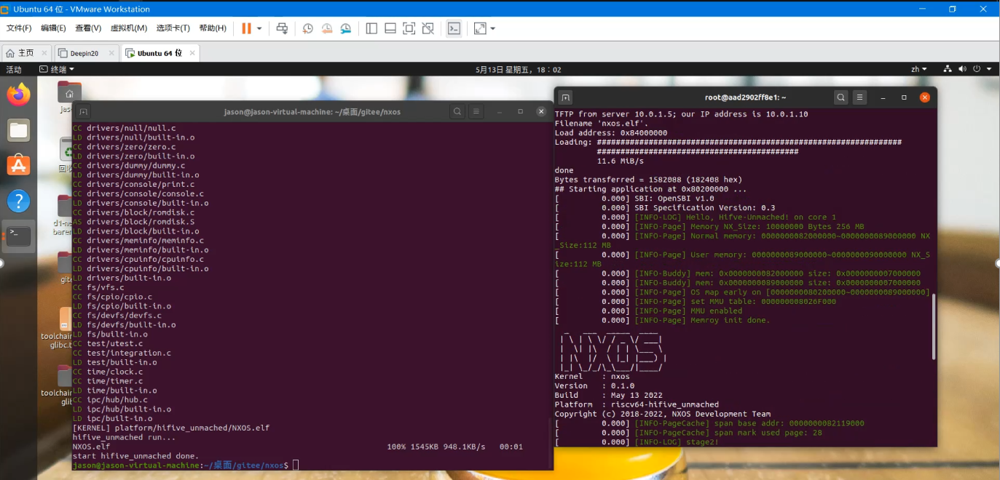 Ubuntu 64 位 - VMware Workstation
文件(F) 编辑(E) 查看(V) 虚拟机(M) 选项卡(T) 帮助(H)
主页 Deepin20 Ubuntu 64 位
活动 终端 5月13日 星期五，18：02 zh
jas
回收
d1-ne
barem
gite
toolchain
glibc.t
toolchain
glib
jason@jason-virtual-machine: ~/桌面/gitee/nxos
CC drivers/null/null.c
LD drivers/null/built-in.o
CC drivers/zero/zero.c
LD drivers/zero/built-in.o
CC drivers/dummy/dummy.c
LD drivers/dummy/built-in.o
CC drivers/console/print.c
CC drivers/console/console.c
LD drivers/console/built-in.o
CC drivers/block/romdisk.c
AS drivers/block/romdisk.S
LD drivers/block/built-in.o
CC drivers/meminfo/meminfo.c
LD drivers/meminfo/built-in.o
CC drivers/cpuinfo/cpuinfo.c
LD drivers/cpuinfo/built-in.o
LD drivers/built-in.o
CC fs/vfs.c
CC fs/cpio/cpio.c
LD fs/cpio/built-in.o
CC fs/devfs/devfs.c
LD fs/devfs/built-in.o
LD fs/built-in.o
CC test/utest.c
CC test/integration.c
LD test/built-in.o
CC time/clock.c
CC time/timer.c
LD time/built-in.o
CC ipc/hub/hub.c
LD ipc/hub/built-in.o
LD ipc/built-in.o
[KERNEL] platform/hifive_unmached/NXOS.elf
hifive_unmached run...
NXOS.elf 100% 1545KB 948.1KB/s 00:01
start hifive_unmached done.
jason@jason-virtual-machine:~/桌面/gitee/nxos$
root@aad2902ff8e1: ~
TFTP from server 10.0.1.5; our IP address is 10.0.1.10
Filename 'nxos.elf'.
Load address: 0x84000000
Loading: #################################################################
###########################################
11.6 MiB/s
done
Bytes transferred = 1582088 (182408 hex)
## Starting application at 0x80200000 ...
[ 0.000] SBI: OpenSBI v1.0
[ 0.000] SBI Specification Version: 0.3
[ 0.000] [INFO-LOG] Hello, Hifve-Unmached! on core 1
[ 0.000] [INFO-Page] Memory NX_Size: 10000000 Bytes 256 MB
[ 0.000] [INFO-Page] Normal memory: 0000000082000000~0000000089000000 NX
_Size:112 MB
[ 0.000] [INFO-Page] User memory: 0000000089000000~0000000090000000 NX_S
ize:112 MB
[ 0.000] [INFO-Buddy] mem: 0x0000000082000000 size: 0x0000000007000000
[ 0.000] [INFO-Buddy] mem: 0x0000000089000000 size: 0x0000000007000000
[ 0.000] [INFO-Page] OS map early on [0000000080200000~0000000089000000]
[ 0.000] [INFO-Page] set MMU table: 000000008026F000
[ 0.000] [INFO-Page] MMU enabled
[ 0.000] [INFO-Page] Memroy init done.
NXOS
Kernel : nxos
Version : 0.1.0
Build : May 13 2022
Platform : riscv64-hifive_unmached
Copyright (c) 2018-2022, NXOS Development Team
[ 0.000] [INFO-PageCache] span base addr: 0000000082119000
[ 0.000] [INFO-PageCache] span mark used page: 28
[ 0.000] [INFO-LOG] stage2!